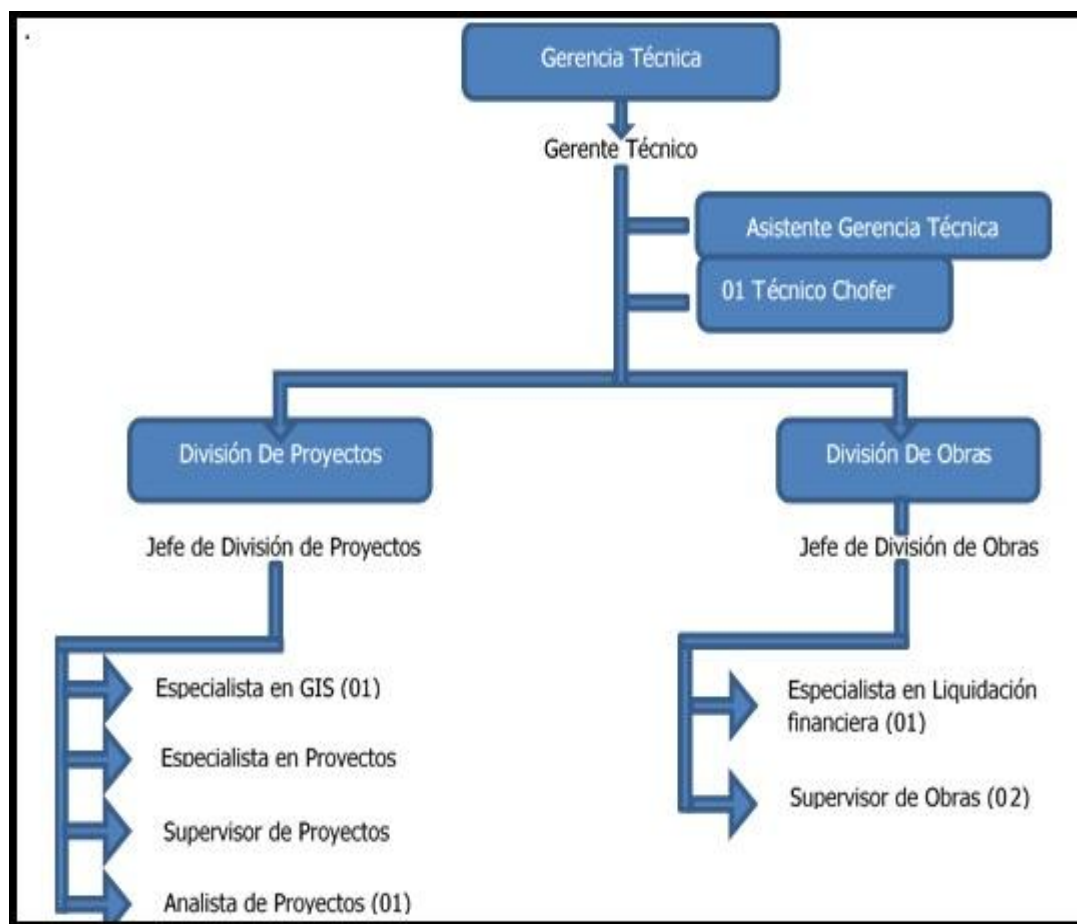 Gerencia Técnica
Gerente Técnico
Asistente Gerencia Técnica
01 Técnico Chofer
División De Proyectos
División De Obras
Jefe de División de Proyectos
Jefe de División de Obras
Especialista en GIS (01)
Especialista en Proyectos
Supervisor de Proyectos
Analista de Proyectos (01)
Especialista en Liquidación
financiera (01)
Supervisor de Obras (02)